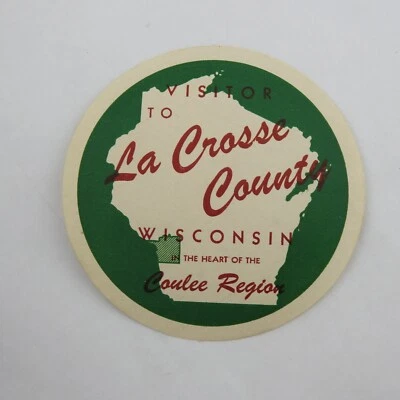 VISITOR
TO
La Crosse
County
WISCONSIN
IN THE HEART OF THE
Coulee Region